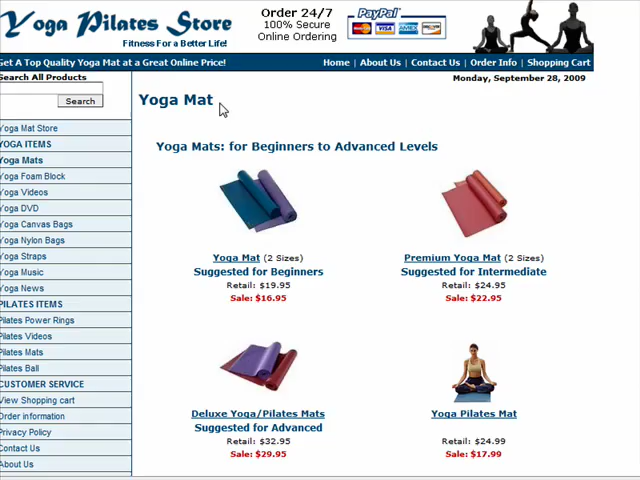 Yoga Pilates Store
Fitness For a Better Life!
Order 24/7
100% Secure
Online Ordering
PayPal
VISA
Get A Top Quality Yoga Mat at a Great Online Price!
Home | About Us | Contact Us | Order Info | Shopping Cart
Monday, September 28, 2009
Search All Products
Search
Yoga Mat Store
YOGA ITEMS
Yoga Mats
Yoga Foam Block
Yoga Videos
Yoga DVD
Yoga Canvas Bags
Yoga Nylon Bags
Yoga Straps
Yoga Music
Yoga News
PILATES ITEMS
Pilates Power Rings
Pilates Videos
Pilates Mats
Pilates Ball
CUSTOMER SERVICE
View Shopping cart
Order information
Privacy Policy
Contact Us
About Us
Yoga Mat
Yoga Mats: for Beginners to Advanced Levels
Yoga Mat (2 Sizes)
Suggested for Beginners
Retail: $19.95
Sale: $16.95
Premium Yoga Mat (2 Sizes)
Suggested for Intermediate
Retail: $24.95
Sale: $22.95
Deluxe Yoga/Pilates Mats
Suggested for Advanced
Retail: $32.95
Sale: $29.95
Yoga Pilates Mat
Retail: $24.99
Sale: $17.99